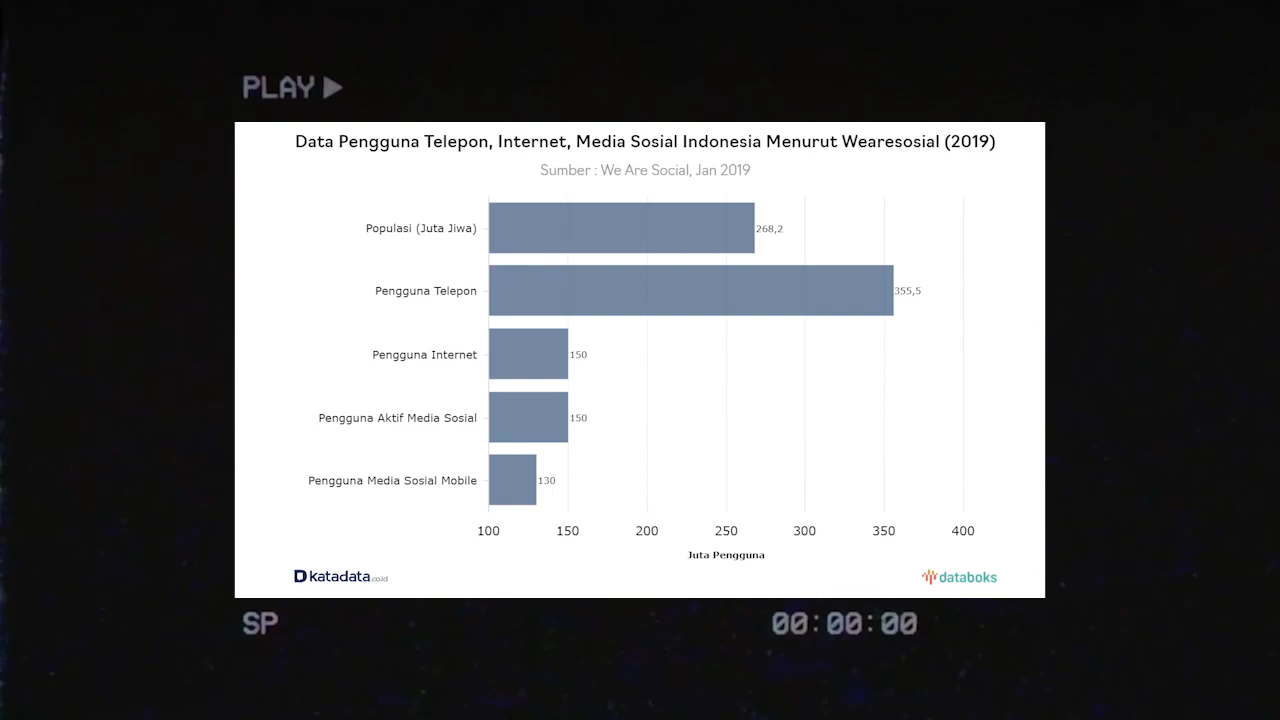 PLAY
Data Pengguna Telepon, Internet, Media Sosial Indonesia Menurut Wearesosial (2019)
Sumber : We Are Social, Jan 2019
Populasi (Juta Jiwa) 268,2
Pengguna Telepon 355,5
Pengguna Internet 150
Pengguna Aktif Media Sosial 150
Pengguna Media Sosial Mobile 130
100 150 200 250 300 350 400
Juta Pengguna
katadata.co.id databoks
SP 00:00:00